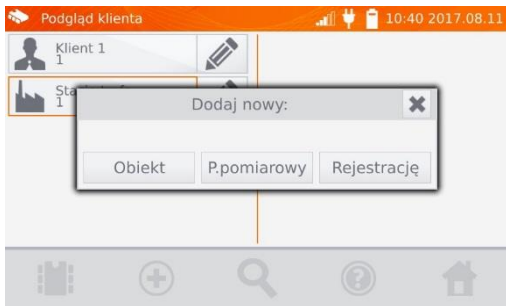 Podgląd klienta 10:40 2017.08.11
Klient 1
1
1
Dodaj nowy:
Obiekt P.pomiarowy Rejestrację